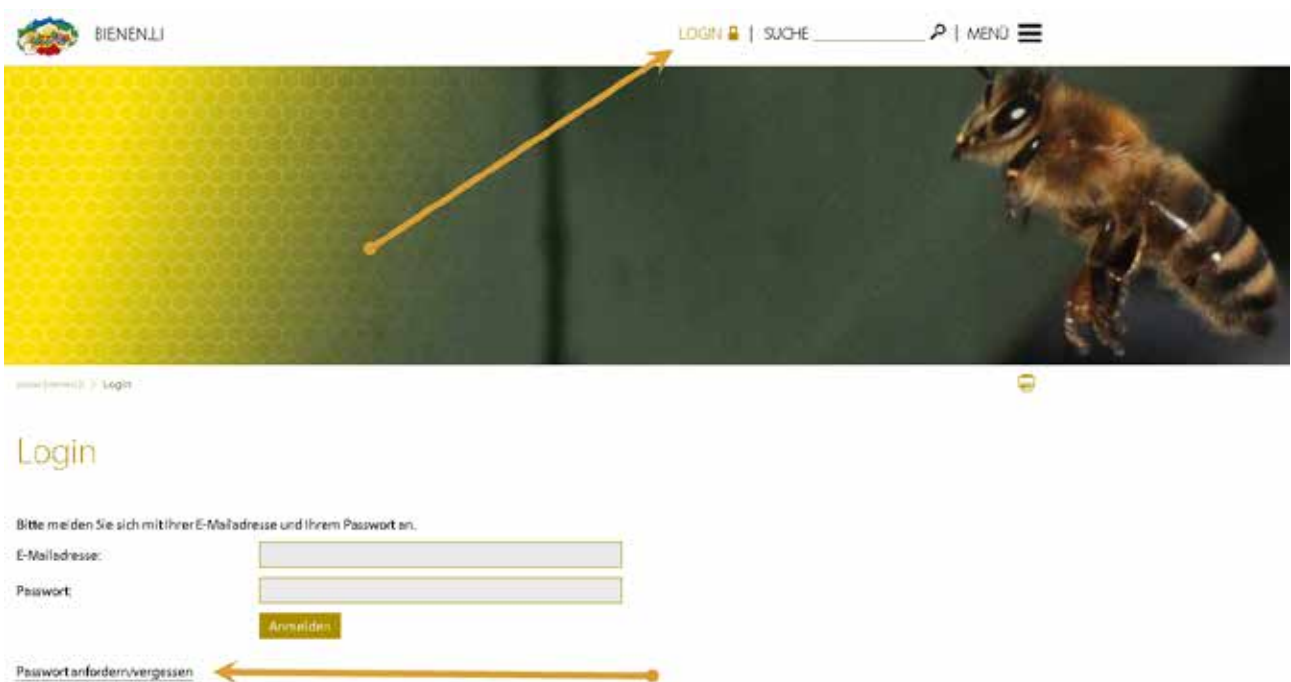 BIENEN.LI
LOGIN | SUCHE | MENÜ
> Login
Login
Bitte melden Sie sich mit Ihrer E-Mailadresse und Ihrem Passwort an.
E-Mailadresse:
Passwort:
Anmelden
Passwort anfordern/vergessen